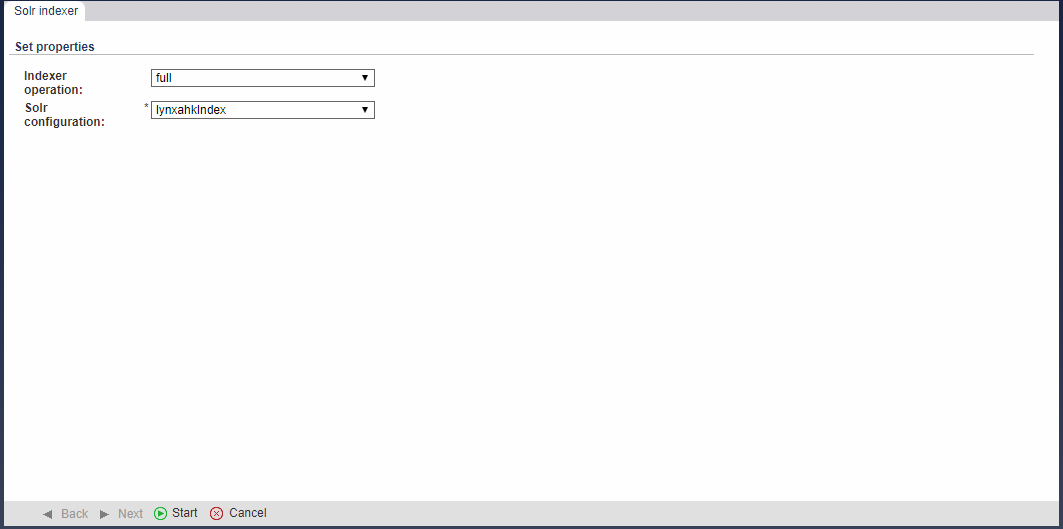 Solr indexer
Set properties
Indexer
operation:
full
Solr
configuration:
* lynxahkIndex
Back Next Start Cancel